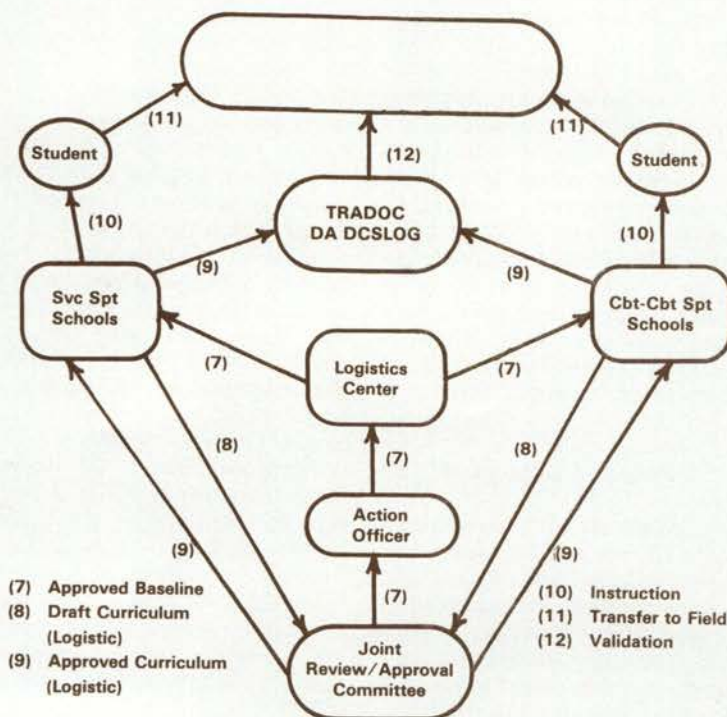 (11)
(11)
Student
(12)
Student
(10)
TRADOC
DA DCSLOG
(10)
(9)
(9)
Svc Spt
Schools
Cbt-Cbt Spt
Schools
(7)
Logistics
Center
(7)
(8)
(7)
(8)
Action
Officer
(9)
(9)
(7)
(7) Approved Baseline
(8) Draft Curriculum
(Logistic)
(9) Approved Curriculum
(Logistic)
Joint
Review/Approval
Committee
(10) Instruction
(11) Transfer to Field
(12) Validation